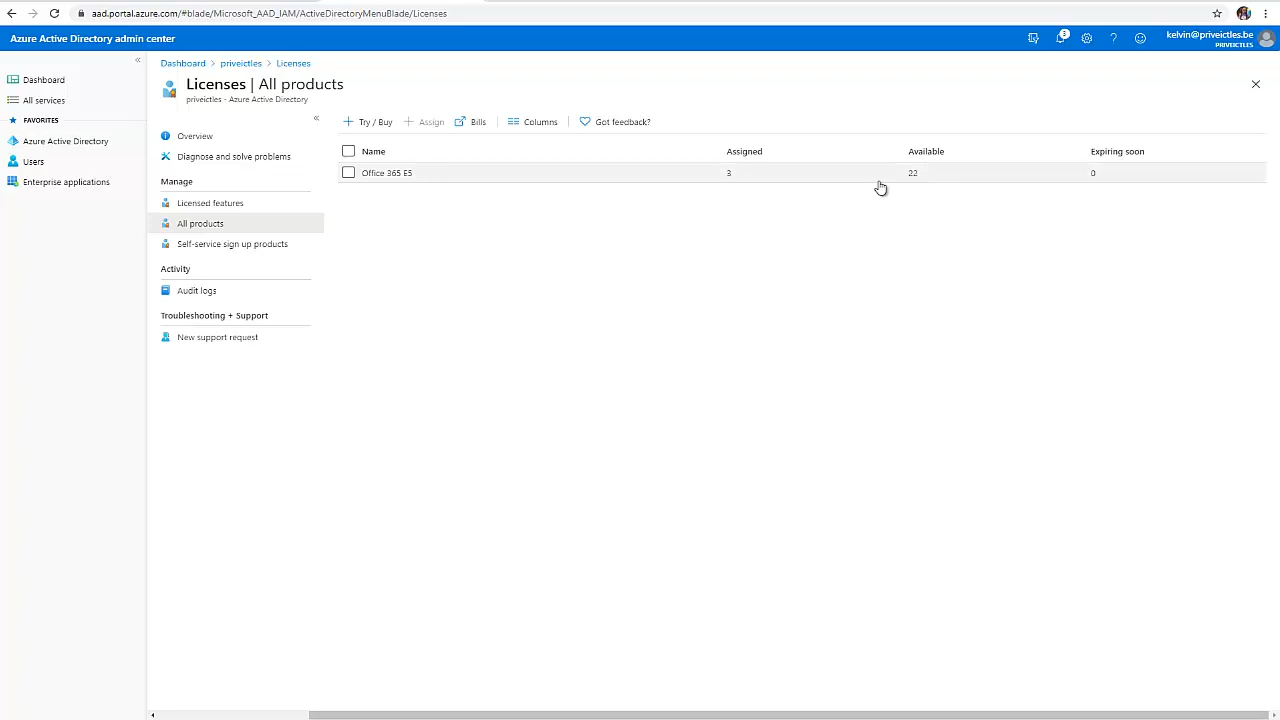 aad.portal.azure.com/#blade/Microsoft_AAD_IAM/ActiveDirectoryMenuBlade/Licenses
Azure Active Directory admin center
3
kelvin@priveictles.be
PRIVEICTLES
Dashboard
All services
FAVORITES
Azure Active Directory
Users
Enterprise applications
Dashboard > priveictles > Licenses
Licenses | All products
priveictles - Azure Active Directory
Overview
Diagnose and solve problems
Manage
Licensed features
All products
Self-service sign up products
Activity
Audit logs
Troubleshooting + Support
New support request
Try / Buy Assign Bills Columns Got feedback?
Name Assigned Available Expiring soon
Office 365 E5 3 22 0